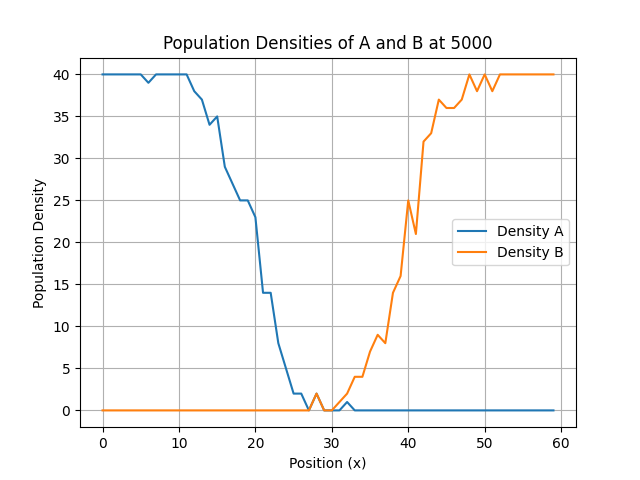 Population Densities of A and B at 5000
Population Density
40
35
30
25
20
15
10
5
0
Density A
Density B
0 10 20 30 40 50 60
Position (x)